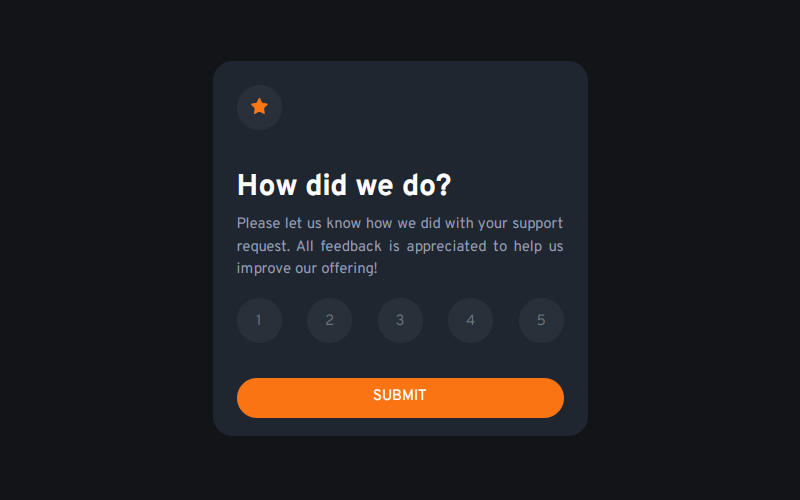 How did we do?
Please let us know how we did with your support
request. All feedback is appreciated to help us
improve our offering!
1 2 3 4 5
SUBMIT